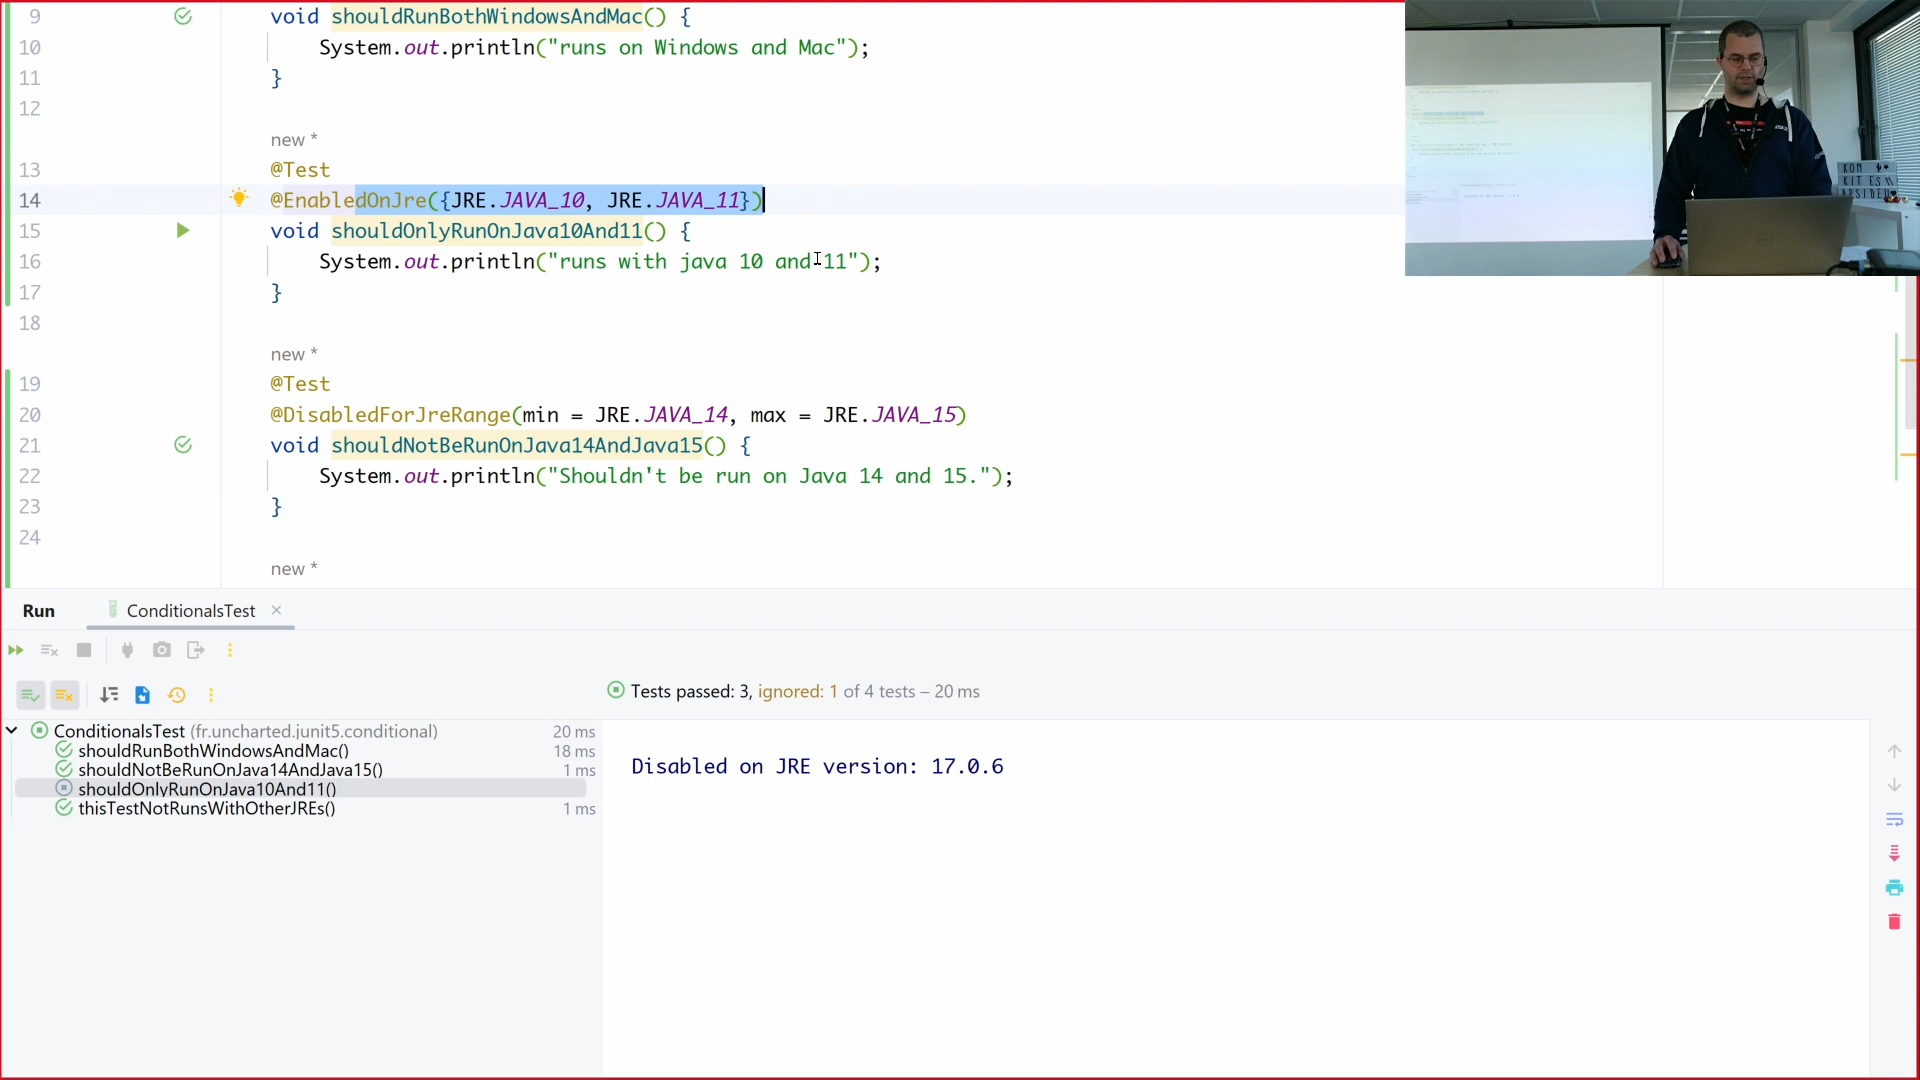 9 void shouldRunBothWindowsAndMac() {
10 System.out.println("runs on Windows and Mac");
11 }
12
new *
13 @Test
14 @EnabledOnJre({JRE.JAVA_10, JRE.JAVA_11})
15 void shouldOnlyRunOnJava10And11() {
16 System.out.println("runs with java 10 and 11");
17 }
18
new *
19 @Test
20 @DisabledForJreRange(min = JRE.JAVA_14, max = JRE.JAVA_15)
21 void shouldNotBeRunOnJava14AndJava15() {
22 System.out.println("Shouldn't be run on Java 14 and 15.");
23 }
24
new *
Run ConditionalsTest
Tests passed: 3, ignored: 1 of 4 tests – 20 ms
ConditionalsTest (fr.uncharted.junit5.conditional) 20 ms
shouldRunBothWindowsAndMac() 18 ms
shouldNotBeRunOnJava14AndJava15() 1 ms
shouldOnlyRunOnJava10And11()
thisTestNotRunsWithOtherJREs() 1 ms
Disabled on JRE version: 17.0.6